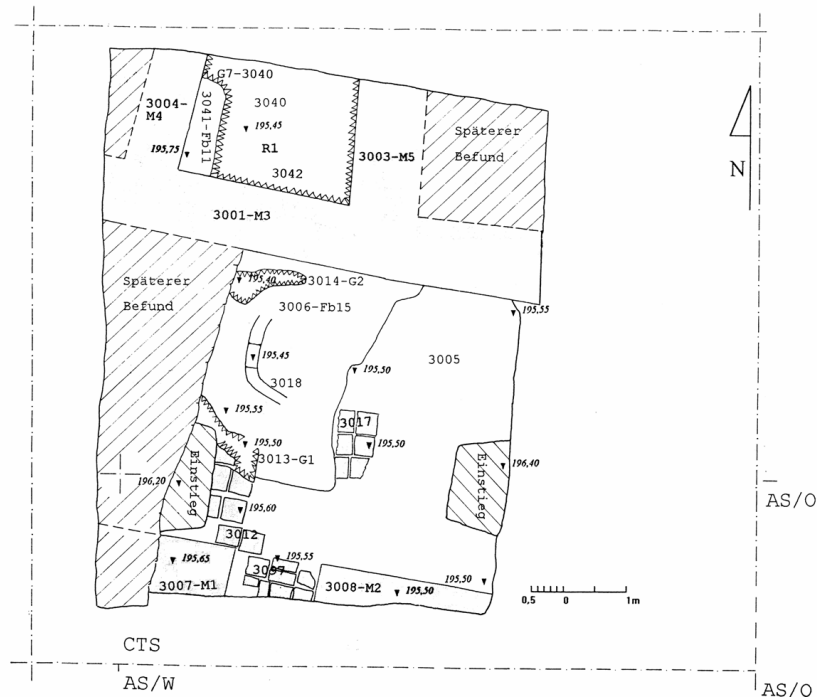 G7-3040
3004-
M4
3041-Fb11
3040
195,45
R1
195,75
3042
3003-M5
Späterer
Befund
N
3001-M3
Späterer
Befund
195,40
3014-G2
3006-Fb15
195,55
195,45
3018
195,50
3005
195,55
195,50
3013-G1
3017
195,50
Einstieg
196,20
Einstieg
196,40
AS/O
195,60
3012
195,55
195,65
3007-M1
3097
3008-M2
195,50
195,50
0,5 0 1m
CTS
AS/W
AS/O